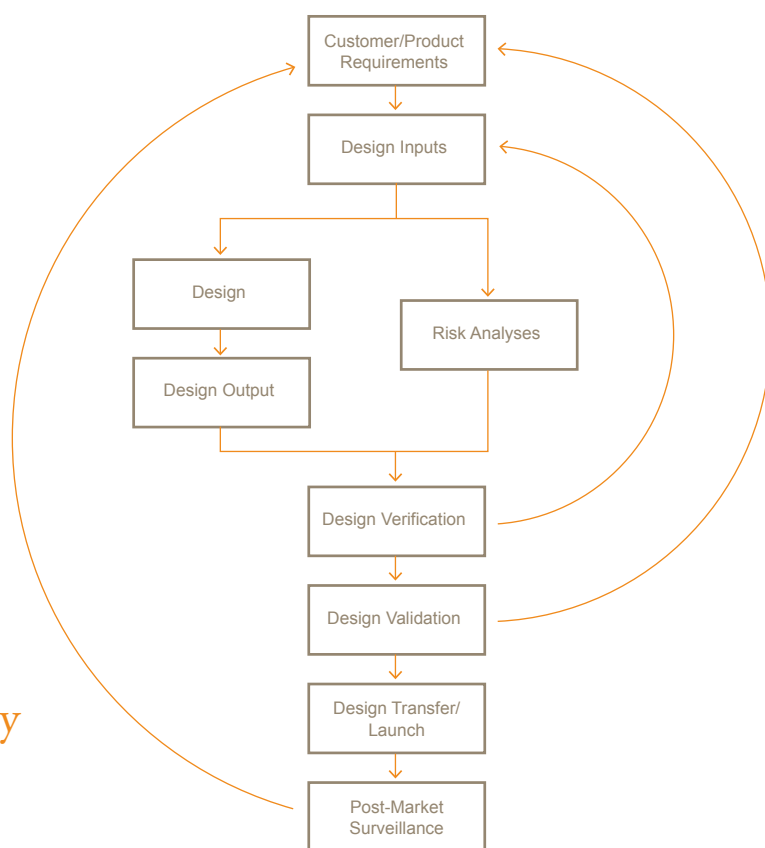 Customer/Product
Requirements
Design Inputs
Design
Risk Analyses
Design Output
Design Verification
Design Validation
Design Transfer/
Launch
y
Post-Market
Surveillance